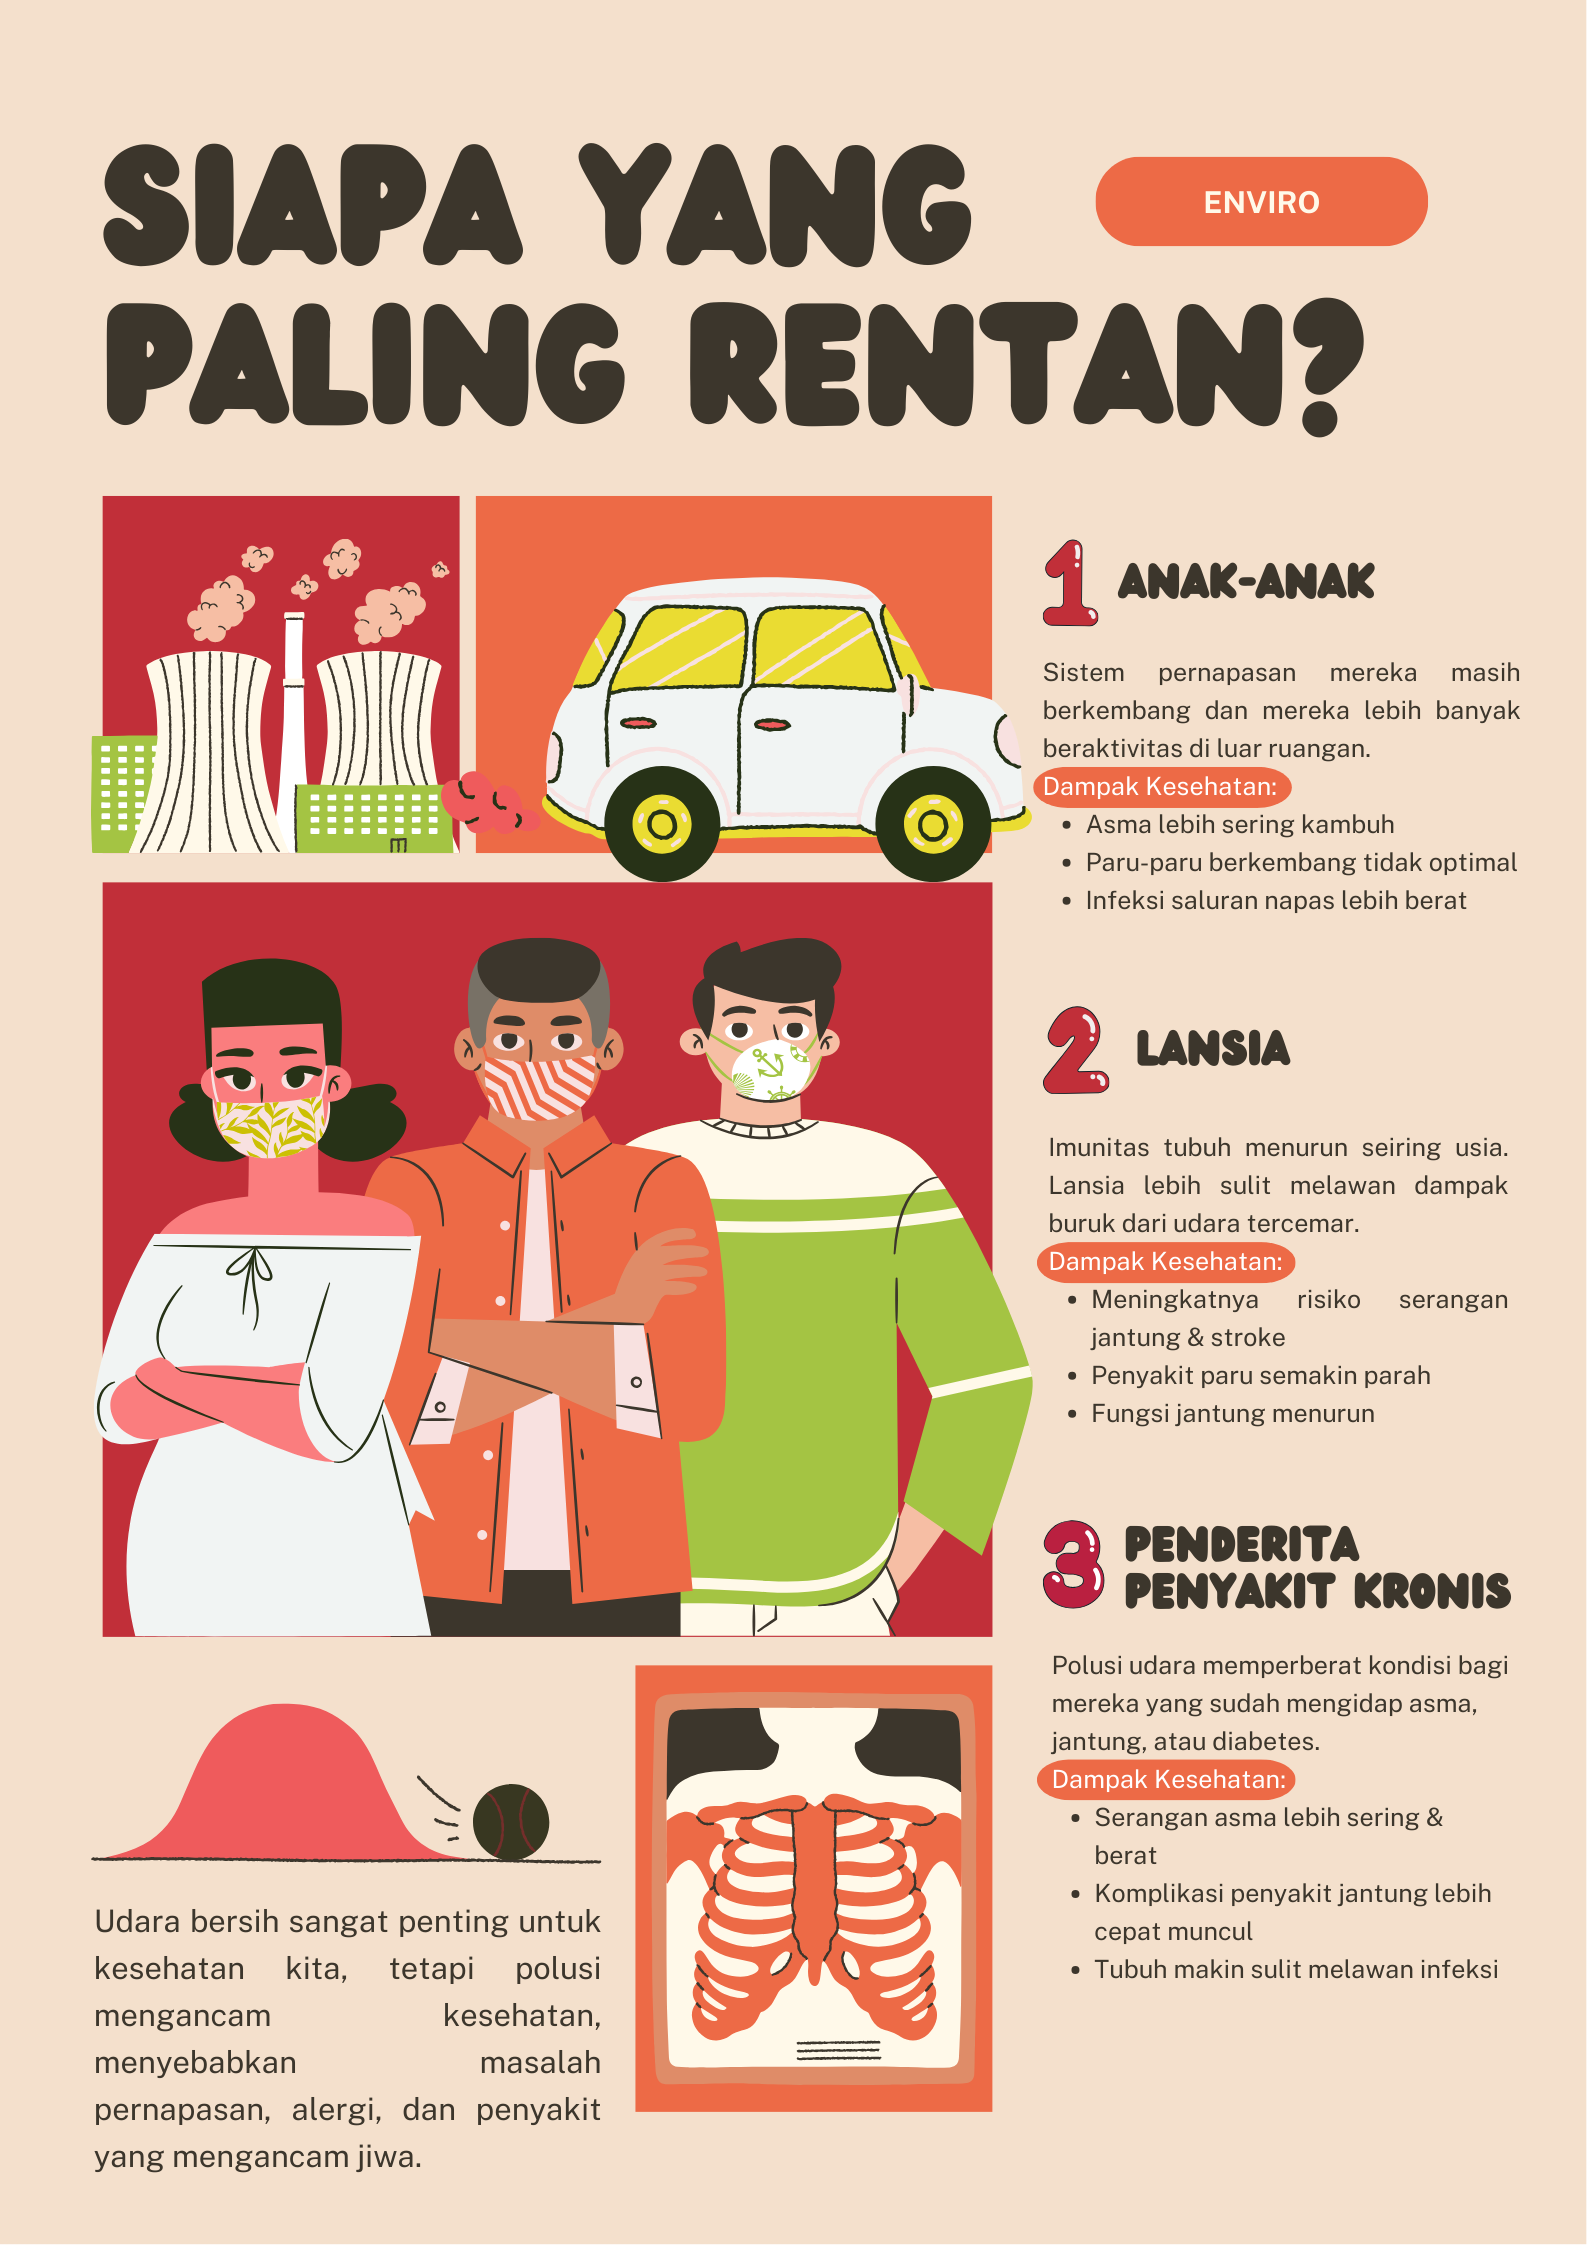 SIAPA YANG
PALING RENTAN?
ENVIRO
1 ANAK-ANAK
Sistem pernapasan mereka masih
berkembang dan mereka lebih banyak
beraktivitas di luar ruangan.
Dampak Kesehatan:
• Asma lebih sering kambuh
• Paru-paru berkembang tidak optimal
• Infeksi saluran napas lebih berat
2 LANSIA
Imunitas tubuh menurun seiring usia.
Lansia lebih sulit melawan dampak
buruk dari udara tercemar.
Dampak Kesehatan:
• Meningkatnya risiko serangan
jantung & stroke
• Penyakit paru semakin parah
• Fungsi jantung menurun
3 PENDERITA
PENYAKIT KRONIS
Polusi udara memperberat kondisi bagi
mereka yang sudah mengidap asma,
jantung, atau diabetes.
Dampak Kesehatan:
• Serangan asma lebih sering &
berat
• Komplikasi penyakit jantung lebih
cepat muncul
• Tubuh makin sulit melawan infeksi
Udara bersih sangat penting untuk
kesehatan kita, tetapi polusi
mengancam kesehatan,
menyebabkan masalah
pernapasan, alergi, dan penyakit
yang mengancam jiwa.